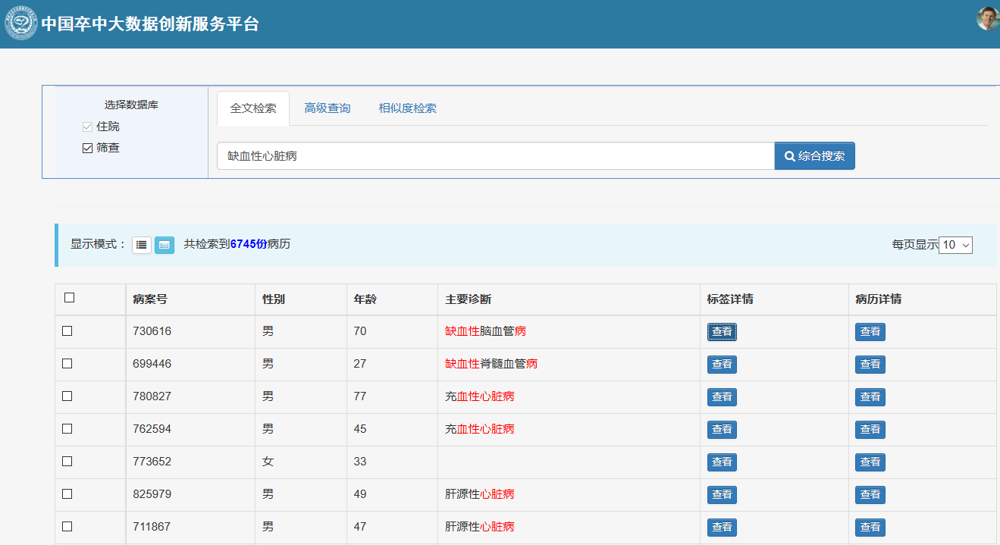 中国卒中大数据创新服务平台
选择数据库
住院
筛查
全文检索 高级查询 相似度检索
缺血性心脏病 综合搜索
显示模式： 共检索到6745份病历 每页显示 10
病案号 性别 年龄 主要诊断 标签详情 病历详情
730616 男 70 缺血性脑血管病 查看 查看
699446 男 27 缺血性脊髓血管病 查看 查看
780827 男 77 充血性心脏病 查看 查看
762594 男 45 充血性心脏病 查看 查看
773652 女 33 查看 查看
825979 男 49 肝源性心脏病 查看 查看
711867 男 47 肝源性心脏病 查看 查看